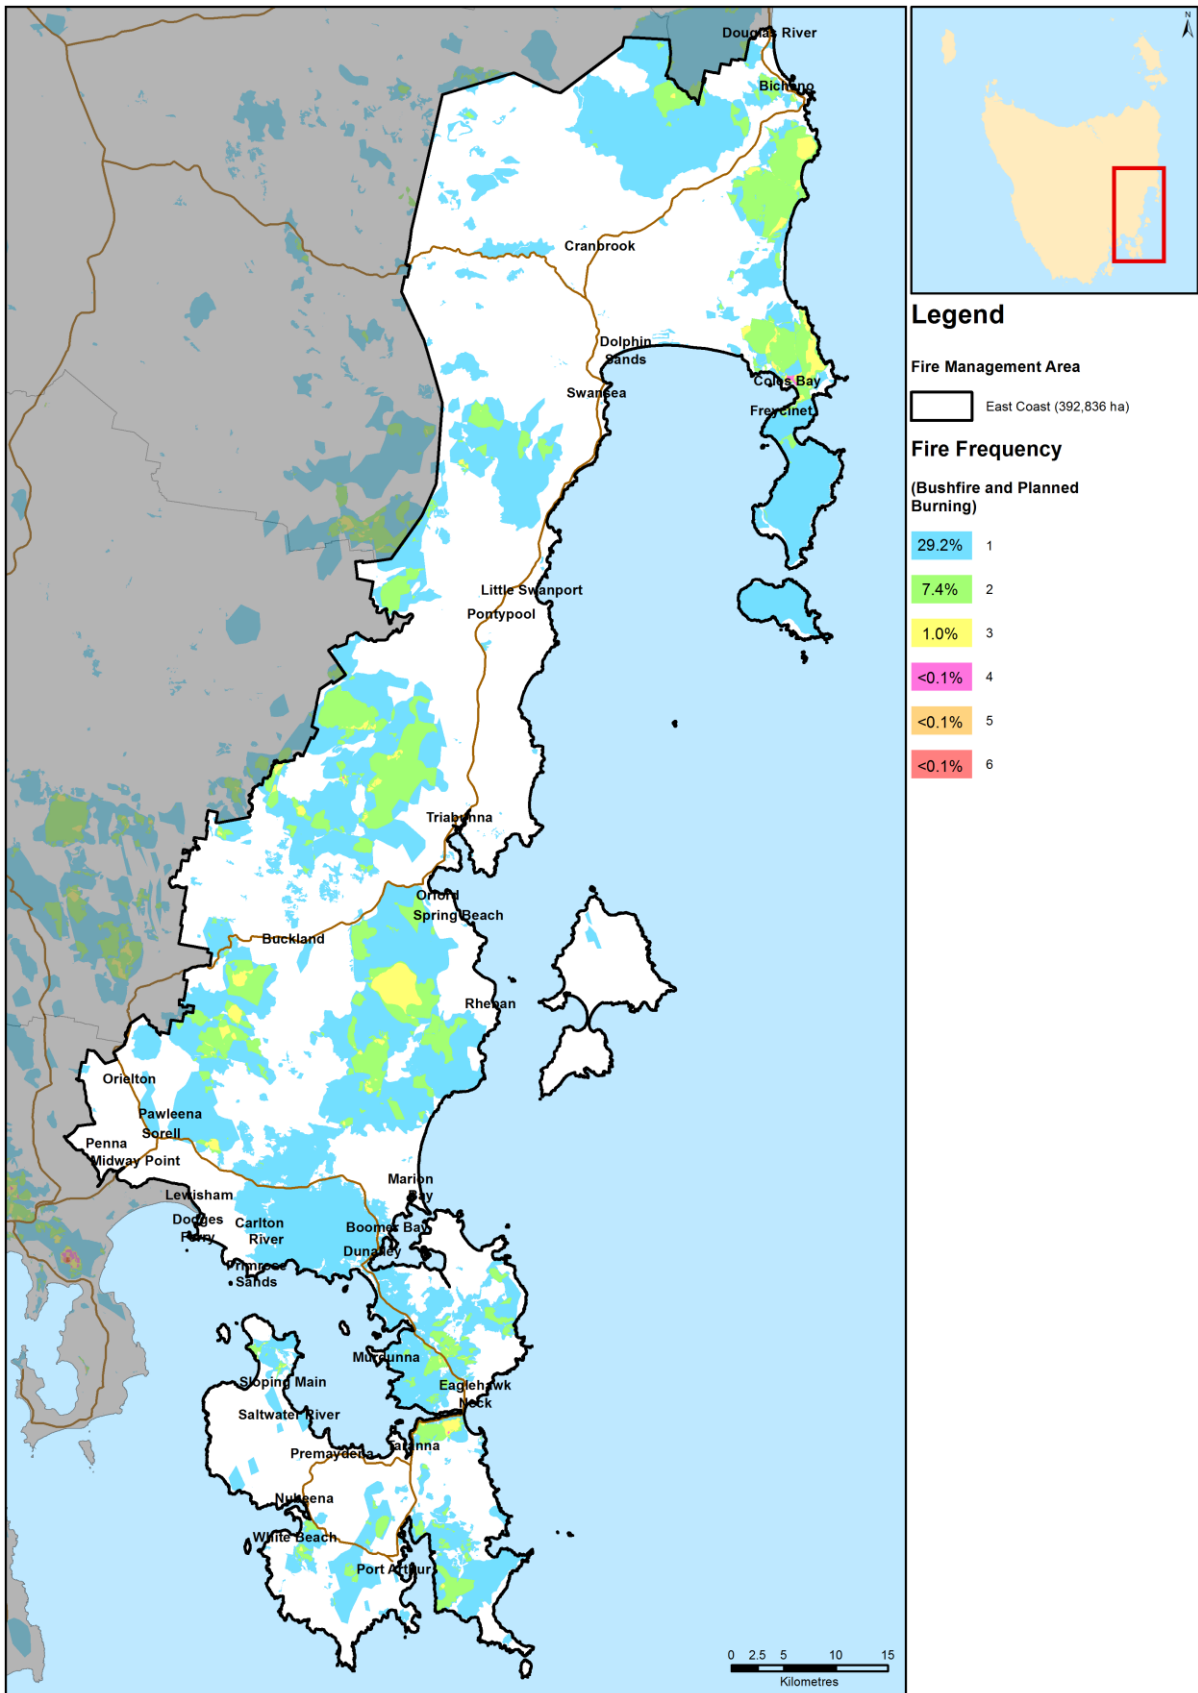 Douglas River
Bicheno
Cranbrook
Dolphin
Sands
Swansea
Coles Bay
Freycinet
Little Swanport
Pontypool
Triabunna
Orford
Spring Beach
Buckland
Rheban
Orielton
Pawleena
Sorell
Penna
Midway Point
Marion
Bay
Lewisham
Dodges
Ferry
Carlton
River
Boomer Bay
Dunalley
Primrose
Sands
Murdunna
Sloping Main
Eaglehawk
Neck
Saltwater River
Taranna
Premaydena
Nubeena
White Beach
Port Arthur
0 2.5 5 10 15
Kilometres
N
Legend
Fire Management Area
East Coast (392,836 ha)
Fire Frequency
(Bushfire and Planned
Burning)
29.2% 1
7.4% 2
1.0% 3
<0.1% 4
<0.1% 5
<0.1% 6